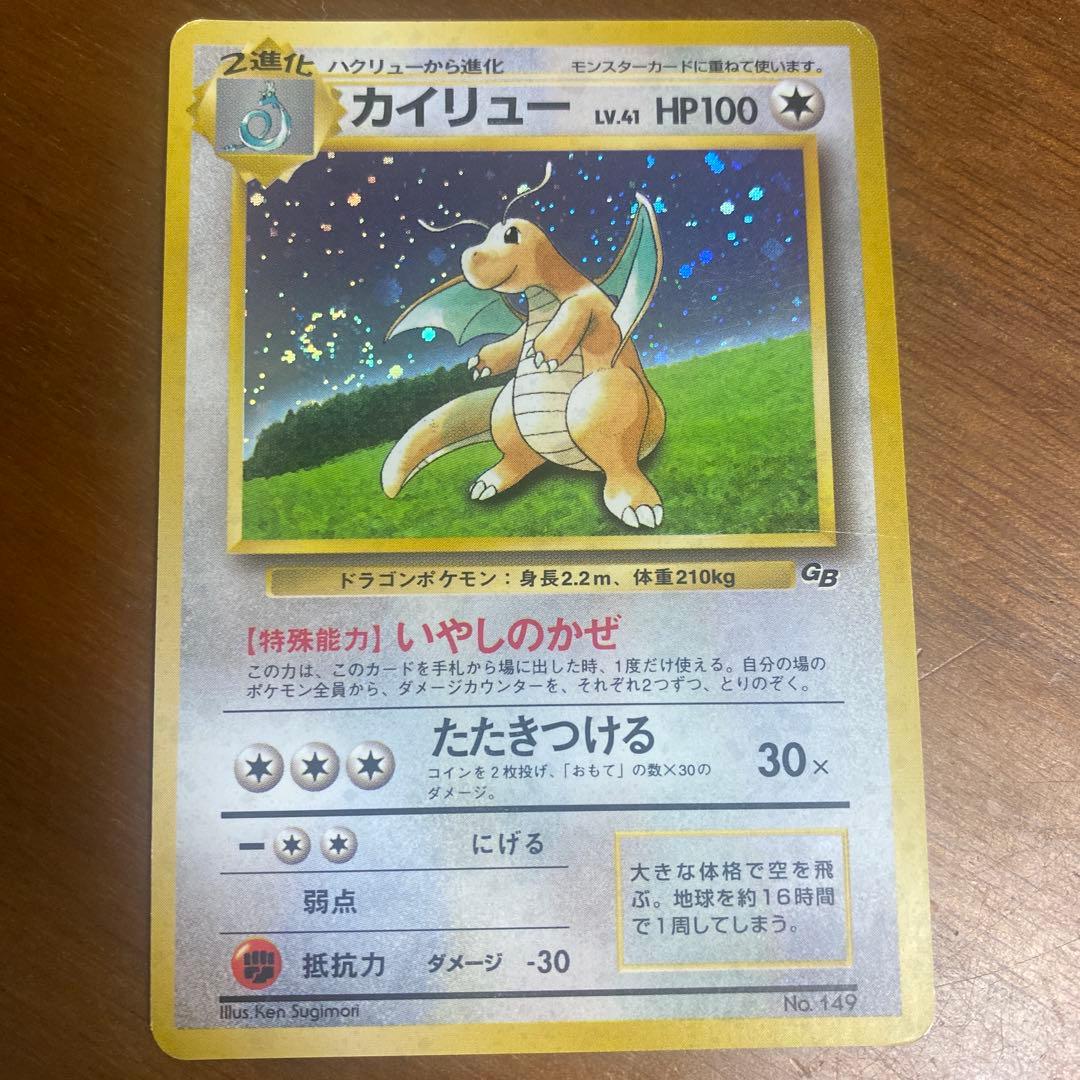 2進化 ハクリューから進化 モンスターカードに重ねて使います。
カイリュー LV.41 HP100
ドラゴンポケモン：身長2.2m、体重210kg
GB
【特殊能力】いやしのかぜ
この力は、このカードを手札から場に出した時、1度だけ使える。自分の場の
ポケモン全員から、ダメージカウンターを、それぞれ2つずつ、とりのぞく。
たたきつける 30×
コインを2枚投げ、「おもて」の数×30の
ダメージ。
ー にげる
弱点
抵抗力 ダメージ -30
大きな体格で空を飛
ぶ。地球を約16時間
で1周してしまう。
Illus. Ken Sugimori No. 149